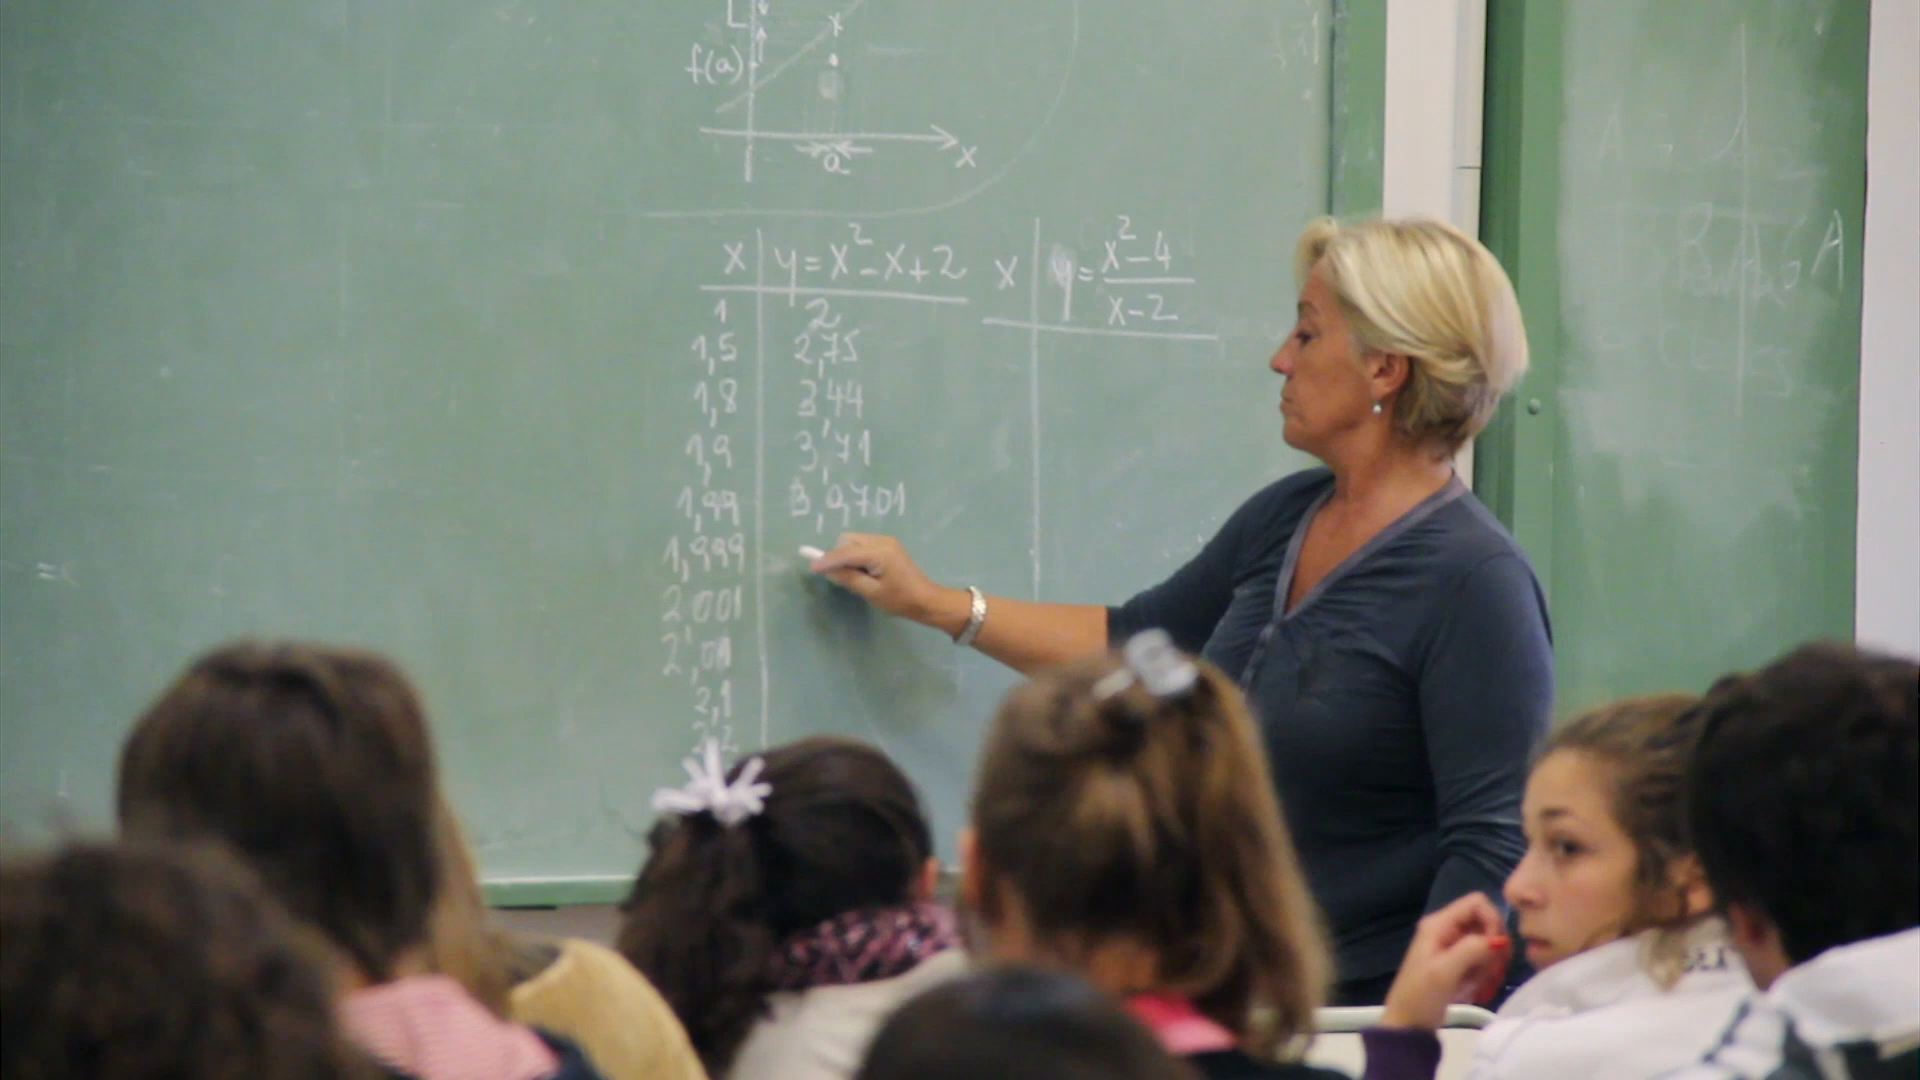 L
f(a)
a
x
x y = x² - x + 2
1 2
1,5 2,75
1,8 3,44
1,9 3,71
1,99 3,9701
1,999
2,001
2,01
2,1
x y = x² - 4 / x - 2